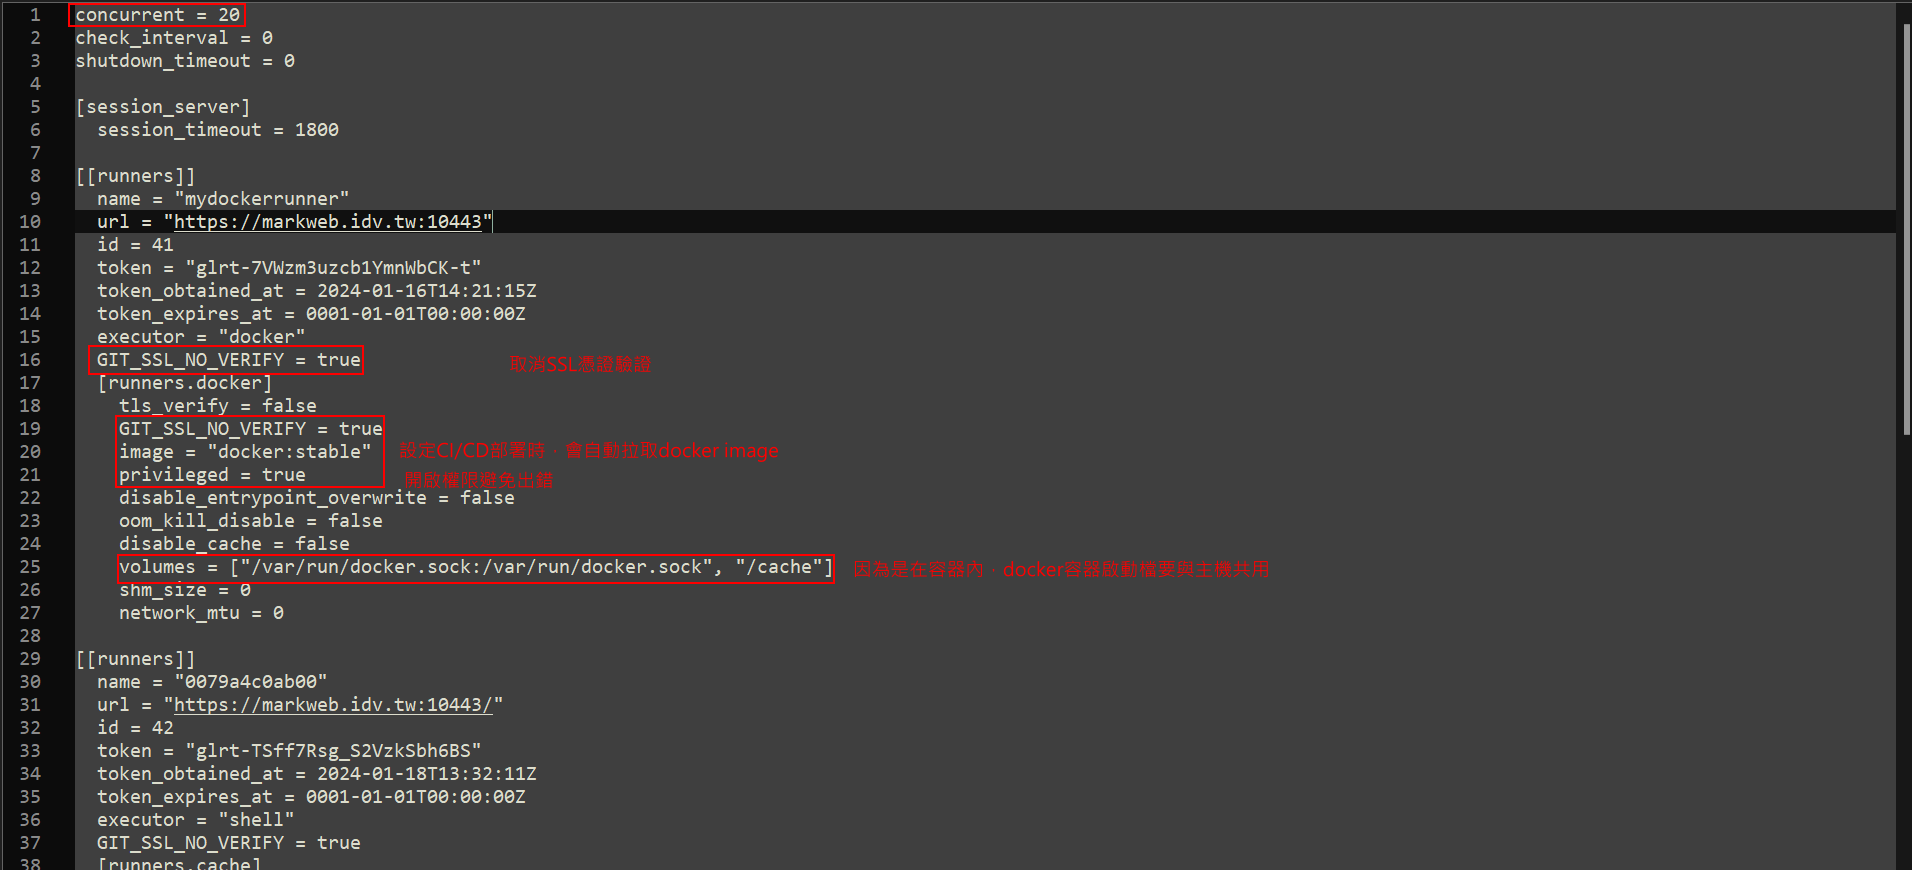 1 concurrent = 20
2 check_interval = 0
3 shutdown_timeout = 0
4
5 [session_server]
6 session_timeout = 1800
7
8 [[runners]]
9 name = "mydockerrunner"
10 url = "https://markweb.idv.tw:10443"
11 id = 41
12 token = "glrt-7VWzm3uzcb1YmnWbCK-t"
13 token_obtained_at = 2024-01-16T14:21:15Z
14 token_expires_at = 0001-01-01T00:00:00Z
15 executor = "docker"
16 GIT_SSL_NO_VERIFY = true 取消SSL憑證驗證
17 [runners.docker]
18 tls_verify = false
19 GIT_SSL_NO_VERIFY = true
20 image = "docker:stable" 設定CI/CD部署時，會自動拉取docker image
21 privileged = true 開啟權限避免出錯
22 disable_entrypoint_overwrite = false
23 oom_kill_disable = false
24 disable_cache = false
25 volumes = ["/var/run/docker.sock:/var/run/docker.sock", "/cache"] 因為是在容器內，docker容器啟動檔要與主機共用
26 shm_size = 0
27 network_mtu = 0
28
29 [[runners]]
30 name = "0079a4c0ab00"
31 url = "https://markweb.idv.tw:10443/"
32 id = 42
33 token = "glrt-TSff7Rsg_S2VzkSbh6BS"
34 token_obtained_at = 2024-01-18T13:32:11Z
35 token_expires_at = 0001-01-01T00:00:00Z
36 executor = "shell"
37 GIT_SSL_NO_VERIFY = true
38 [runners.cache]